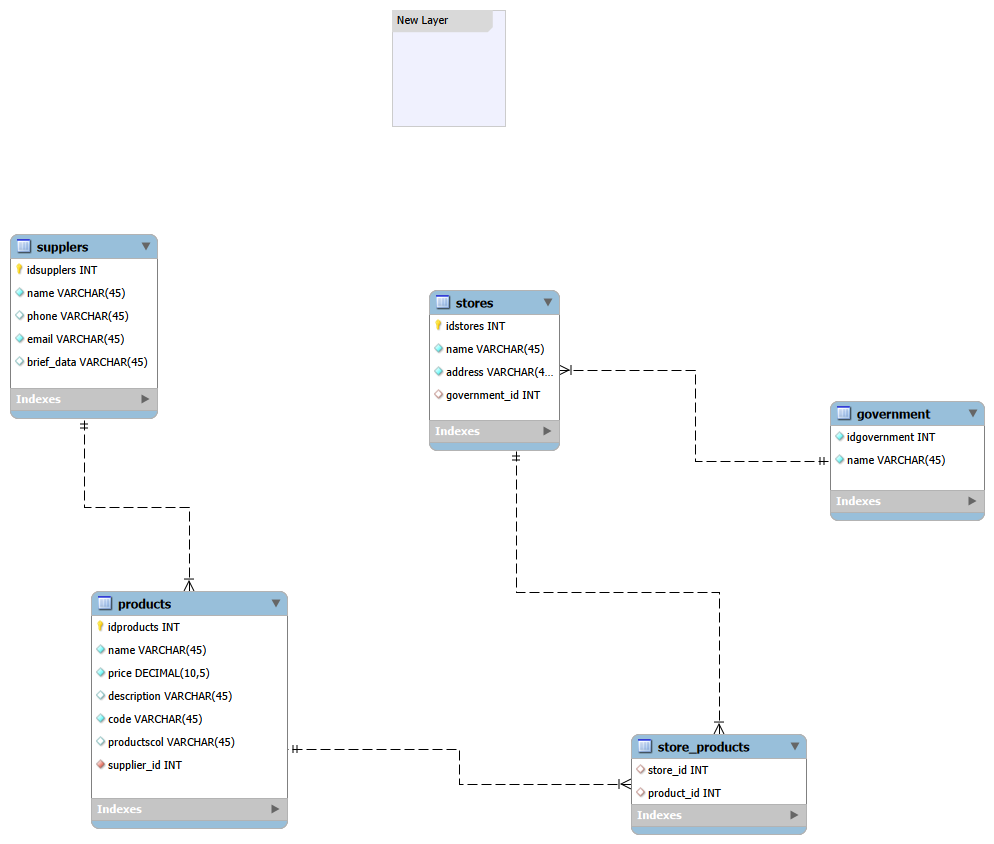 New Layer
supplers
idsupplers INT
name VARCHAR(45)
phone VARCHAR(45)
email VARCHAR(45)
brief_data VARCHAR(45)
Indexes
stores
idstores INT
name VARCHAR(45)
address VARCHAR(4...
government_id INT
Indexes
government
idgovernment INT
name VARCHAR(45)
Indexes
products
idproducts INT
name VARCHAR(45)
price DECIMAL(10,5)
description VARCHAR(45)
code VARCHAR(45)
productscol VARCHAR(45)
supplier_id INT
Indexes
store_products
store_id INT
product_id INT
Indexes